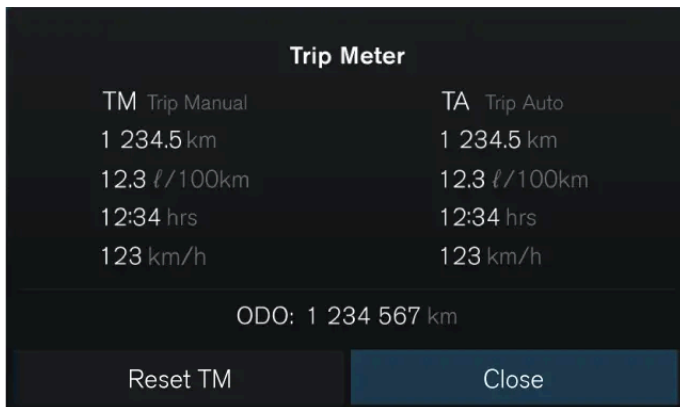 Trip Meter
TM Trip Manual
TA Trip Auto
1 234.5 km
1 234.5 km
12.3 ℓ/100km
12.3 ℓ/100km
12:34 hrs
12:34 hrs
123 km/h
123 km/h
ODO: 1 234 567 km
Reset TM
Close